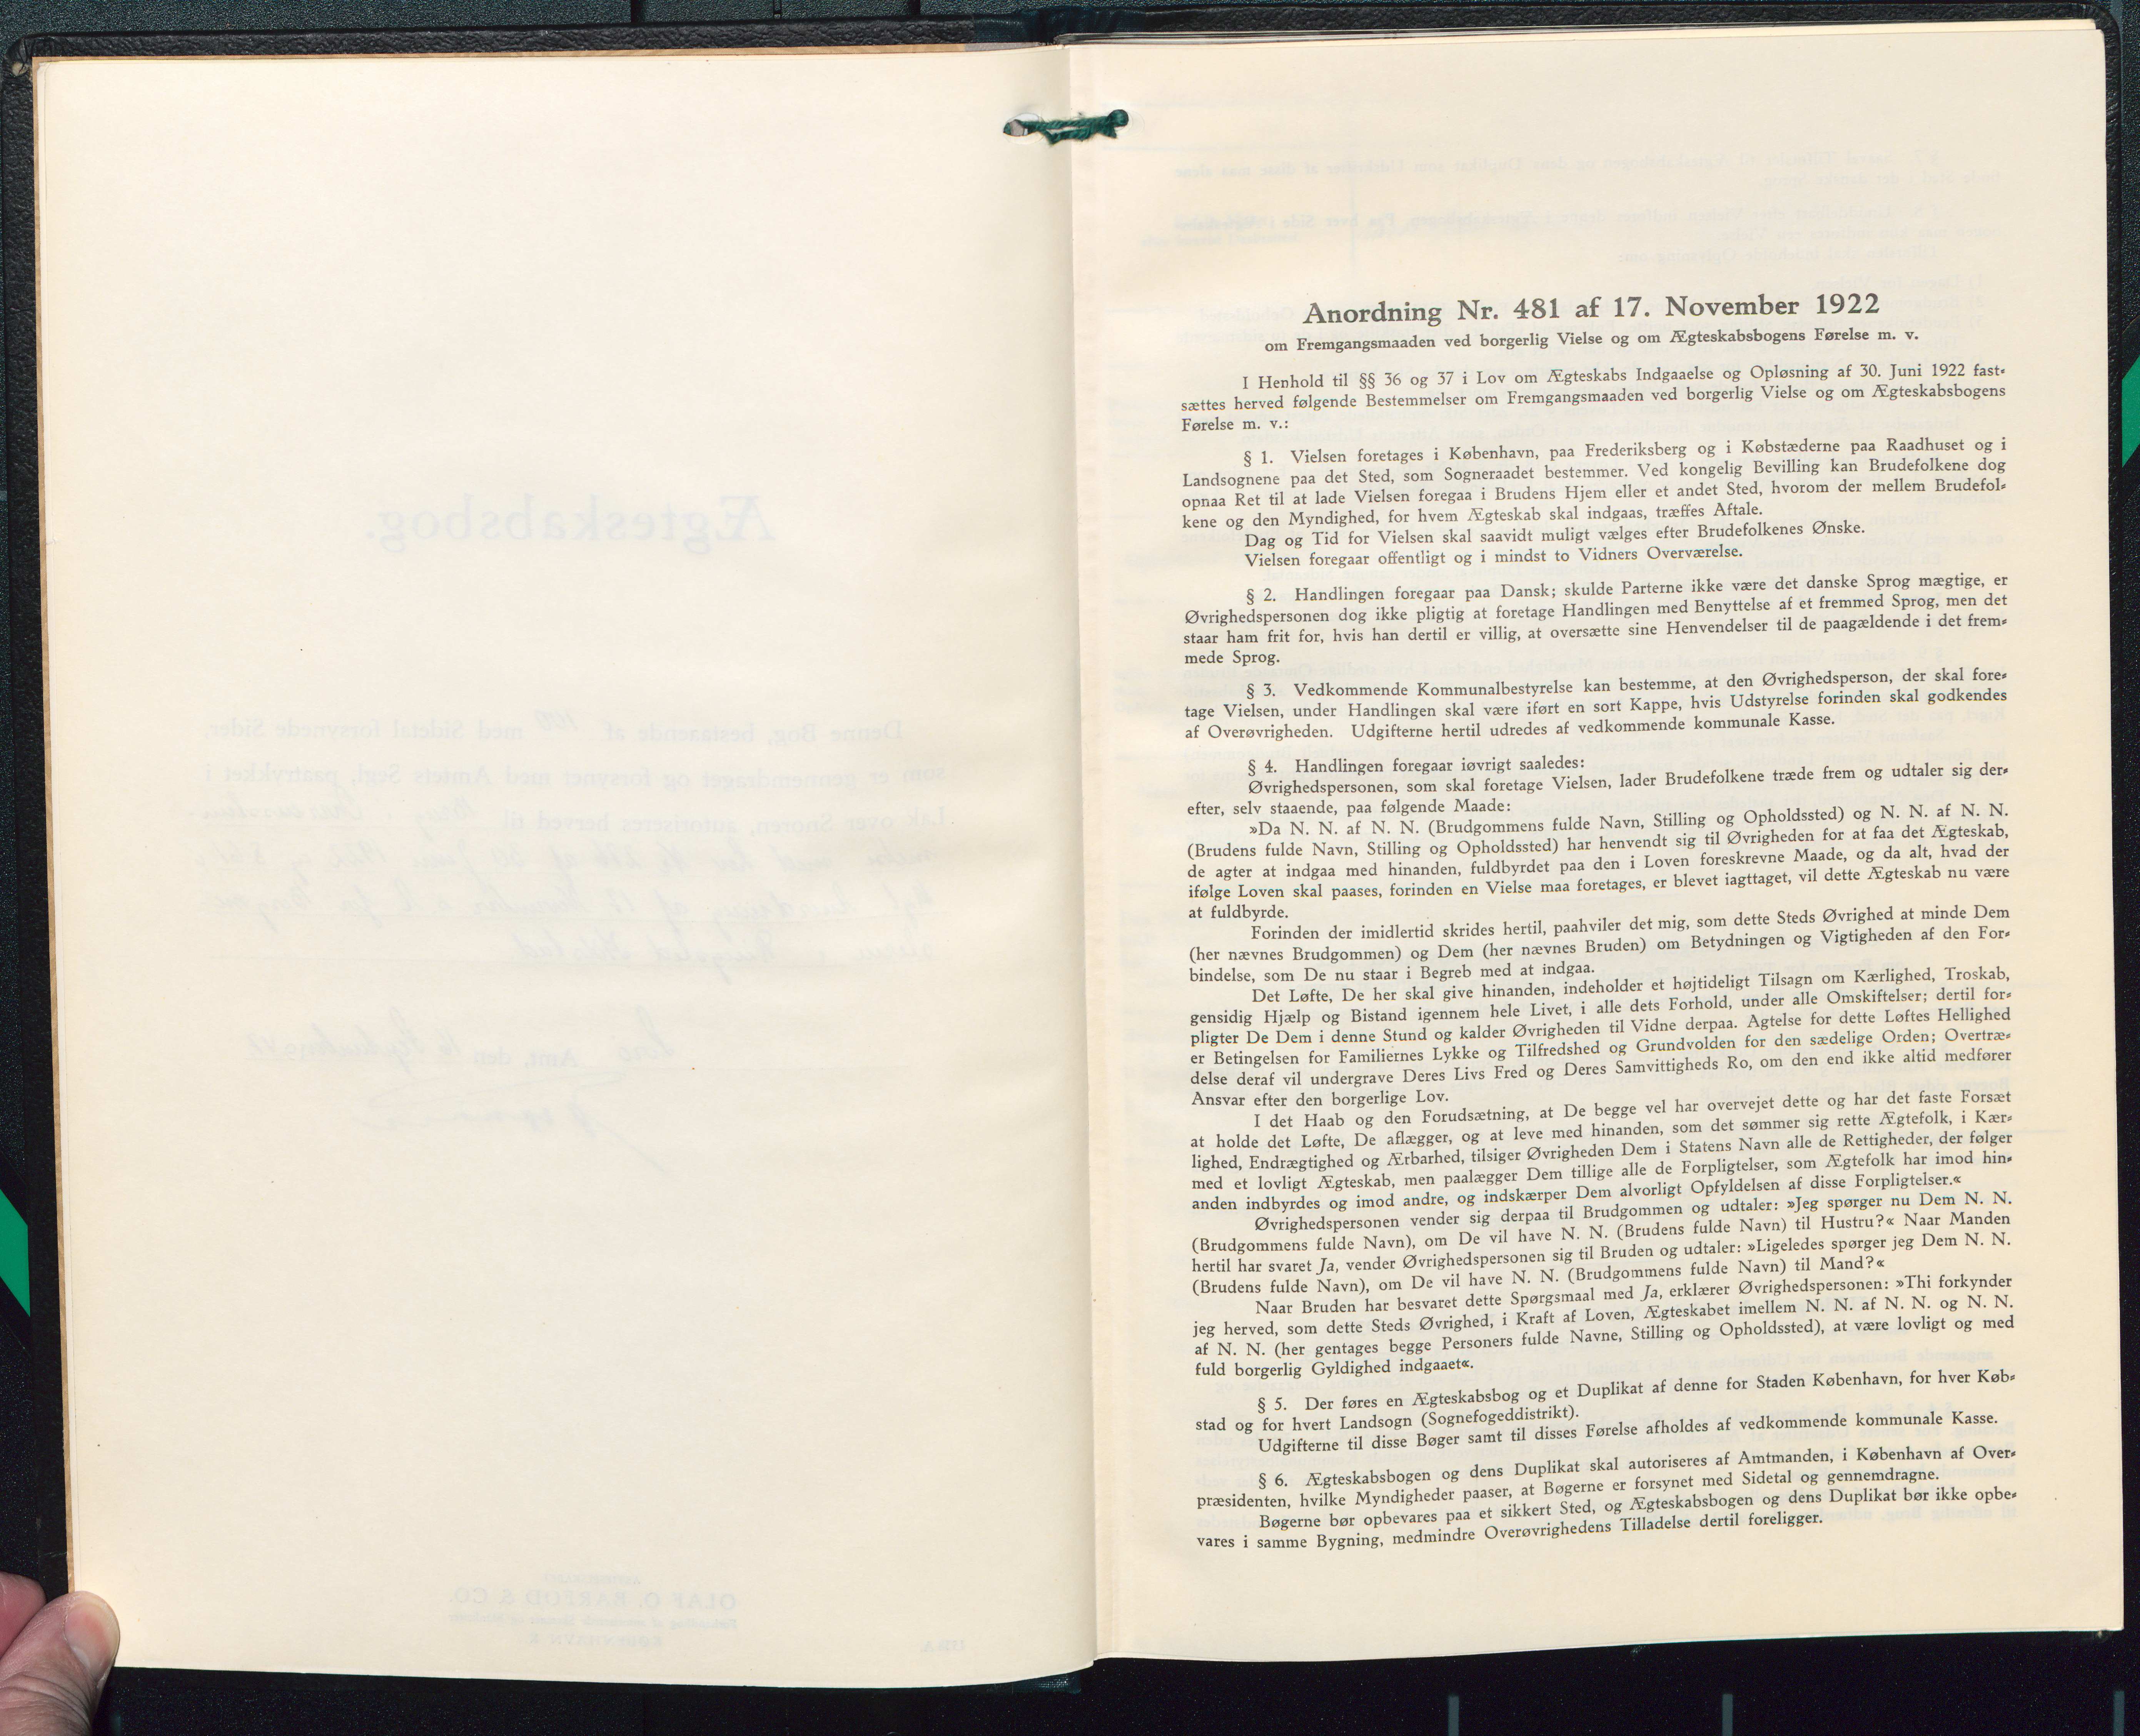 Anordning Nr. 481 af 17. November 1922
om Fremgangsmaaden ved borgerlig Vielse og om Ægteskabsbogens Førelse m. v.
I Henhold til §§ 36 og 37 i Lov om Ægteskabs Indgaaelse og Opløsning af 30. Juni 1922 fast-
sættes herved følgende Bestemmelser om Fremgangsmaaden ved borgerlig Vielse og om Ægteskabsbogens
Førelse m. v.:
§ 1. Vielsen foretages i København, paa Frederiksberg og i Købstæderne paa Raadhuset og i
Landsognene paa det Sted, som Sogneraadet bestemmer. Ved kongelig Bevilling kan Brudefolkene dog
opnaa Ret til at lade Vielsen foregaa i Brudens Hjem eller et andet Sted, hvorom der mellem Brudefol-
kene og den Myndighed, for hvem Ægteskab skal indgaas, træffes Aftale.
Dag og Tid for Vielsen skal saavidt muligt vælges efter Brudefolkenes Ønske.
Vielsen foregaar offentligt og i mindst to Vidners Overværelse.
§ 2. Handlingen foregaar paa Dansk; skulde Parterne ikke være det danske Sprog mægtige, er
Øvrighedspersonen dog ikke pligtig at foretage Handlingen med Benyttelse af et fremmed Sprog, men det
staar ham frit for, hvis han dertil er villig, at oversætte sine Henvendelser til de paagældende i det frem-
mede Sprog.
§ 3. Vedkommende Kommunalbestyrelse kan bestemme, at den Øvrighedsperson, der skal fore-
tage Vielsen, under Handlingen skal være iført en sort Kappe, hvis Udstyrelse forinden skal godkendes
af Overøvrigheden. Udgifterne hertil udredes af vedkommende kommunale Kasse.
§ 4. Handlingen foregaar iøvrigt saaledes:
Øvrighedspersonen, som skal foretage Vielsen, lader Brudefolkene træde frem og udtaler sig der-
efter, selv staaende, paa følgende Maade:
»Da N. N. af N. N. (Brudgommens fulde Navn, Stilling og Opholdssted) og N. N. af N. N.
(Brudens fulde Navn, Stilling og Opholdssted) har henvendt sig til Øvrigheden for at faa det Ægteskab,
de agter at indgaa med hinanden, fuldbyrdet paa den i Loven foreskrevne Maade, og da alt, hvad der
ifølge Loven skal paases, forinden en Vielse maa foretages, er blevet iagttaget, vil dette Ægteskab nu være
at fuldbyrde.
Forinden der imidlertid skrides hertil, paahviler det mig, som dette Steds Øvrighed at minde Dem
(her nævnes Brudgommen) og Dem (her nævnes Bruden) om Betydningen og Vigtigheden af den For-
bindelse, som De nu staar i Begreb med at indgaa.
Det Løfte, De her skal give hinanden, indeholder et højtideligt Tilsagn om Kærlighed, Troskab,
gensidig Hjælp og Bistand igennem hele Livet, i alle dets Forhold, under alle Omskiftelser; dertil for-
pligter De Dem i denne Stund og kalder Øvrigheden til Vidne derpaa. Agtelse for dette Løftes Hellighed
er Betingelsen for Familiernes Lykke og Tilfredshed og Grundvolden for den sædelige Orden; Overtræ-
delse deraf vil undergrave Deres Livs Fred og Deres Samvittigheds Ro, om den end ikke altid medfører
Ansvar efter den borgerlige Lov.
I det Haab og den Forudsætning, at De begge vel har overvejet dette og har det faste Forsæt
at holde det Løfte, De aflægger, og at leve med hinanden, som det sømmer sig rette Ægtefolk, i Kær-
lighed, Endrægtighed og Ærbarhed, tilsiger Øvrigheden Dem i Statens Navn alle de Rettigheder, der følger
med et lovligt Ægteskab, men paalægger Dem tillige alle de Forpligtelser, som Ægtefolk har imod hin-
anden indbyrdes og imod andre, og indskærper Dem alvorligt Opfyldelsen af disse Forpligtelser.«
Øvrighedspersonen vender sig derpaa til Brudgommen og udtaler: »Jeg spørger nu Dem N. N.
(Brudgommens fulde Navn), om De vil have N. N. (Brudens fulde Navn) til Hustru?« Naar Manden
hertil har svaret Ja, vender Øvrighedspersonen sig til Bruden og udtaler: »Ligeledes spørger jeg Dem N. N.
(Brudens fulde Navn), om De vil have N. N. (Brudgommens fulde Navn) til Mand?«
Naar Bruden har besvaret dette Spørgsmaal med Ja, erklærer Øvrighedspersonen: »Thi forkynder
jeg herved, som dette Steds Øvrighed, i Kraft af Loven, Ægteskabet imellem N. N. af N. N. og N. N.
af N. N. (her gentages begge Personers fulde Navne, Stilling og Opholdssted), at være lovligt og med
fuld borgerlig Gyldighed indgaaet«.
§ 5. Der føres en Ægteskabsbog og et Duplikat af denne for Staden København, for hver Køb-
stad og for hvert Landsogn (Sognefogeddistrikt).
Udgifterne til disse Bøger samt til disses Førelse afholdes af vedkommende kommunale Kasse.
§ 6. Ægteskabsbogen og dens Duplikat skal autoriseres af Amtmanden, i København af Over-
præsidenten, hvilke Myndigheder paaser, at Bøgerne er forsynet med Sidetal og gennemdragne.
Bøgerne bør opbevares paa et sikkert Sted, og Ægteskabsbogen og dens Duplikat bør ikke opbe-
vares i samme Bygning, medmindre Overøvrighedens Tilladelse dertil foreligger.